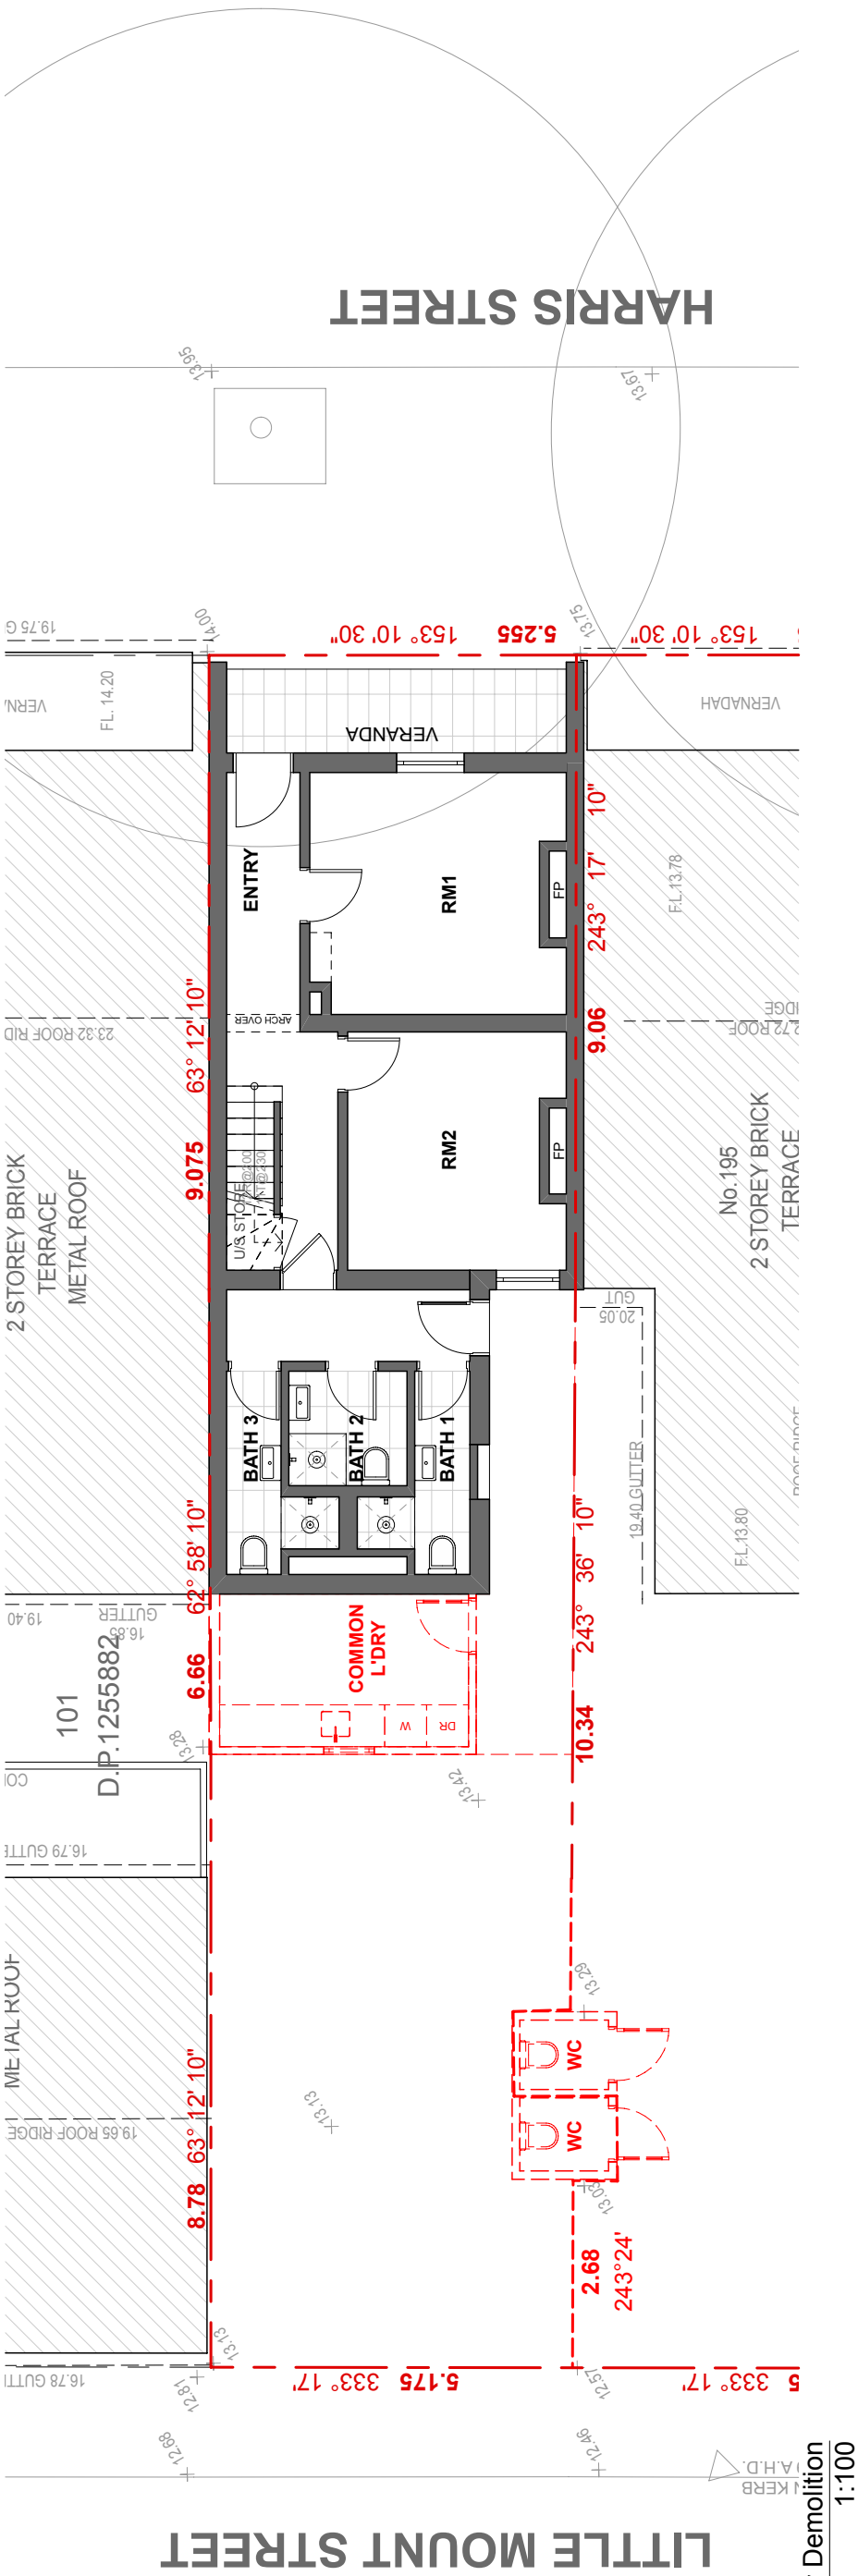 HARRIS STREET
13.95
13.67
19.75 G
14.00
153° 10' 30"
5.255
13.75
153° 10' 30"
FL. 14.20
VERANDA
VERNADAH
ENTRY
RM1
FP
243° 17' 10"
F.L.13.78
63° 12' 10"
9.075
23.32 ROOF RID
ARCH OVER
9.06
2 STOREY BRICK
TERRACE
METAL ROOF
U/S STORE
RM2
FP
No.195
2 STOREY BRICK
TERRACE
20.05
GUT
BATH 3
BATH 2
BATH 1
19.40 GUTTER
F.L.13.80
62° 58' 10"
6.66
19.40
GUTTER
16.85
101
D.P.1255882
COMMON
L'DRY
W
DR
243° 36' 10"
10.34
13.28
13.42
16.79 GUTTE
METAL ROOF
19.65 ROOF RIDGE
8.78 63° 12' 10"
13.13
13.29
WC
WC
13.03
2.68
243°24'
16.78 GUTT
13.13
12.81
333° 17'
5.175
12.57
333° 17'
12.68
12.46
A.H.D.
KERB
LITTLE MOUNT STREET
Demolition
1:100